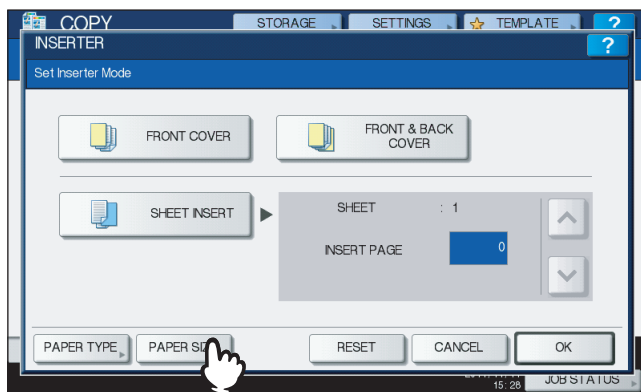 COPY STORAGE SETTINGS TEMPLATE ?
INSERTER ?
Set Inserter Mode
FRONT COVER FRONT & BACK COVER
SHEET INSERT SHEET : 1
INSERT PAGE 0
PAPER TYPE PAPER RESET CANCEL OK
15:28 JOB STATUS